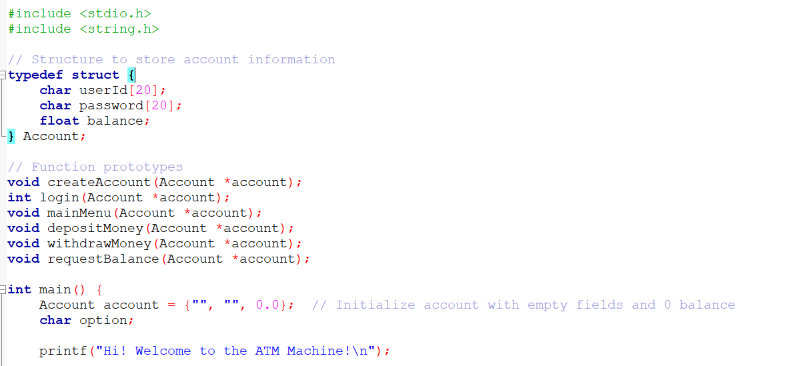 #include <stdio.h>
#include <string.h>
// Structure to store account information
typedef struct {
    char userId[20];
    char password[20];
    float balance;
} Account;
// Function prototypes
void createAccount(Account *account);
int login(Account *account);
void mainMenu(Account *account);
void depositMoney(Account *account);
void withdrawMoney(Account *account);
void requestBalance(Account *account);
int main() {
    Account account = {"", "", 0.0};  // Initialize account with empty fields and 0 balance
    char option;
    printf("Hi! Welcome to the ATM Machine!\n");